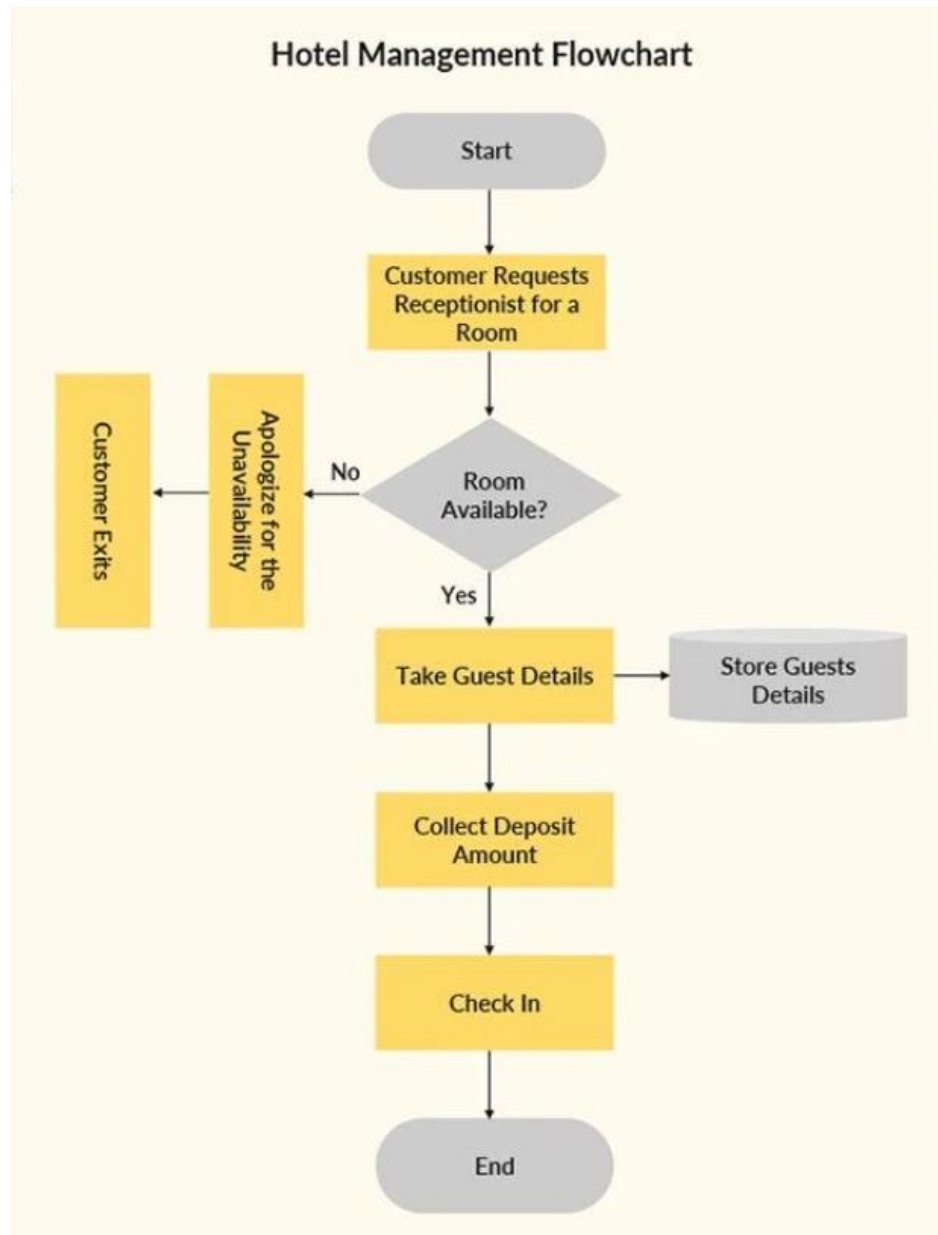 Hotel Management Flowchart
Start
Customer Requests
Receptionist for a
Room
Room
Available?
No
Apologize for the
Unavailability
Customer Exits
Yes
Take Guest Details
Store Guests
Details
Collect Deposit
Amount
Check In
End